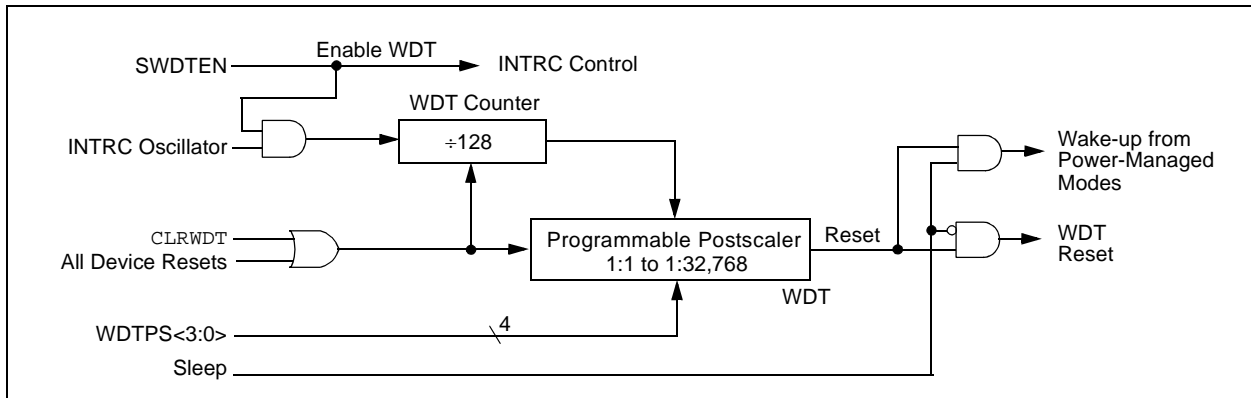 Enable WDT
SWDTEN
INTRC Control
WDT Counter
INTRC Oscillator
÷128
Wake-up from
Power-Managed
Modes
CLRWDT
All Device Resets
Programmable Postscaler
1:1 to 1:32,768
Reset
WDT
Reset
WDT
WDTPS<3:0>
4
Sleep